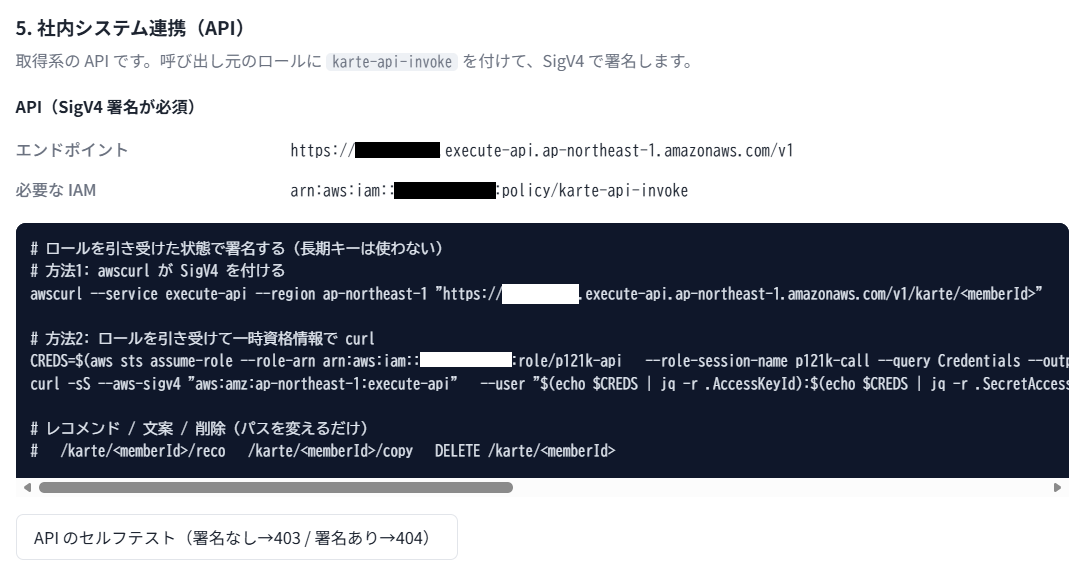 5. 社内システム連携（API）
取得系の API です。呼び出し元のロールに karte-api-invoke を付けて、SigV4 で署名します。
API（SigV4 署名が必須）
エンドポイント https:// execute-api.ap-northeast-1.amazonaws.com/v1
必要な IAM arn:aws:iam:: :policy/karte-api-invoke
# ロールを引き受けた状態で署名する（長期キーは使わない）
# 方法1: awscurl が SigV4 を付ける
awscurl --service execute-api --region ap-northeast-1 "https:// .execute-api.ap-northeast-1.amazonaws.com/v1/karte/<memberId>"
# 方法2: ロールを引き受けて一時資格情報で curl
CREDS=$(aws sts assume-role --role-arn arn:aws:iam:: :role/p121k-api --role-session-name p121k-call --query Credentials --outp
curl -sS --aws-sigv4 "aws:amz:ap-northeast-1:execute-api" --user "$(echo $CREDS | jq -r .AccessKeyId):$(echo $CREDS | jq -r .SecretAccess
# レコメンド / 文案 / 削除（パスを変えるだけ）
# /karte/<memberId>/reco /karte/<memberId>/copy DELETE /karte/<memberId>
API のセルフテスト（署名なし→403 / 署名あり→404）